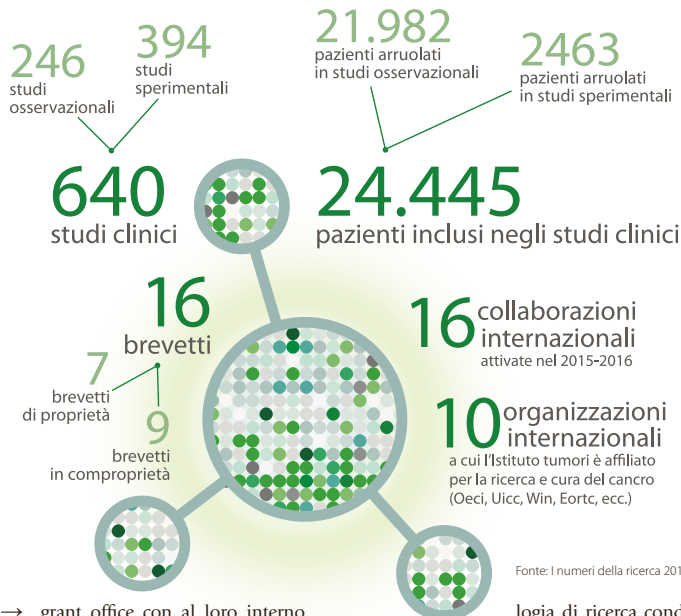 246
studi
osservazionali
394
studi
sperimentali
640
studi clinici
21.982
pazienti arruolati
in studi osservazionali
2463
pazienti arruolati
in studi sperimentali
24.445
pazienti inclusi negli studi clinici
16
brevetti
7
brevetti
di proprietà
9
brevetti
in comproprietà
16 collaborazioni
internazionali
attivate nel 2015-2016
10 organizzazioni
internazionali
a cui l'Istituto tumori è affiliato
per la ricerca e cura del cancro
(Oeci, Uicc, Win, Eortc, ecc.)
Fonte: I numeri della ricerca 201
→ grant office con al loro interno
logia di ricerca cond